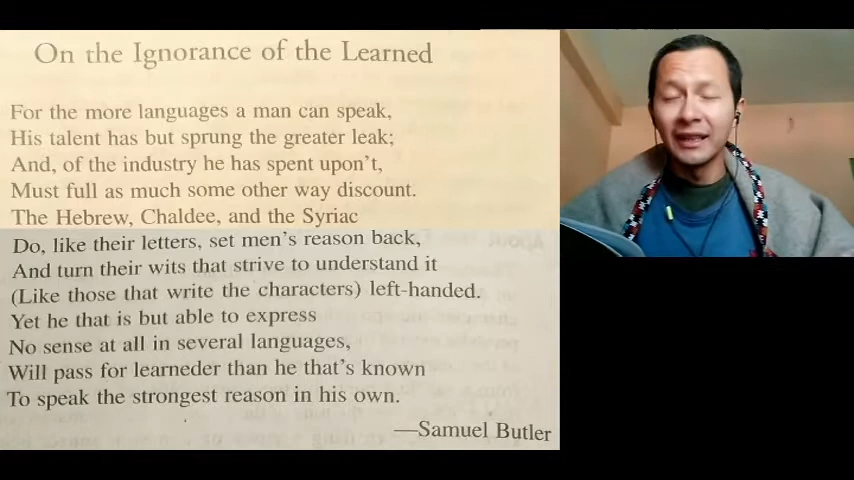 On the Ignorance of the Learned
For the more languages a man can speak,
His talent has but sprung the greater leak;
And, of the industry he has spent upon't,
Must full as much some other way discount.
The Hebrew, Chaldee, and the Syriac
Do, like their letters, set men's reason back,
And turn their wits that strive to understand it
(Like those that write the characters) left-handed.
Yet he that is but able to express
No sense at all in several languages,
Will pass for learneder than he that's known
To speak the strongest reason in his own.
—Samuel Butler